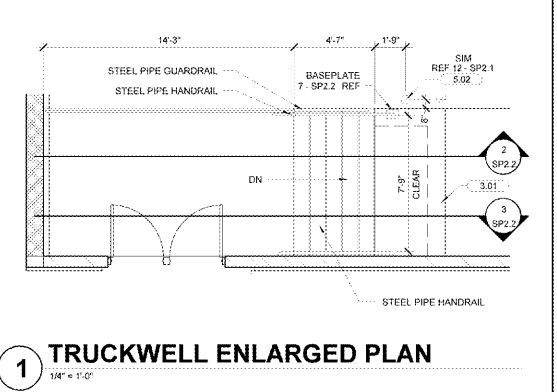 14'-3"
4'-7"
1'-9"
SIM
REF 12 - SP2.1
5.02
STEEL PIPE GUARDRAIL
BASEPLATE
7 - SP2.2 REF
STEEL PIPE HANDRAIL
6"
2
SP2.2
DN
7'-9"
CLEAR
3.01
3
SP2.2
STEEL PIPE HANDRAIL
1
TRUCKWELL ENLARGED PLAN
1/4" = 1'-0"